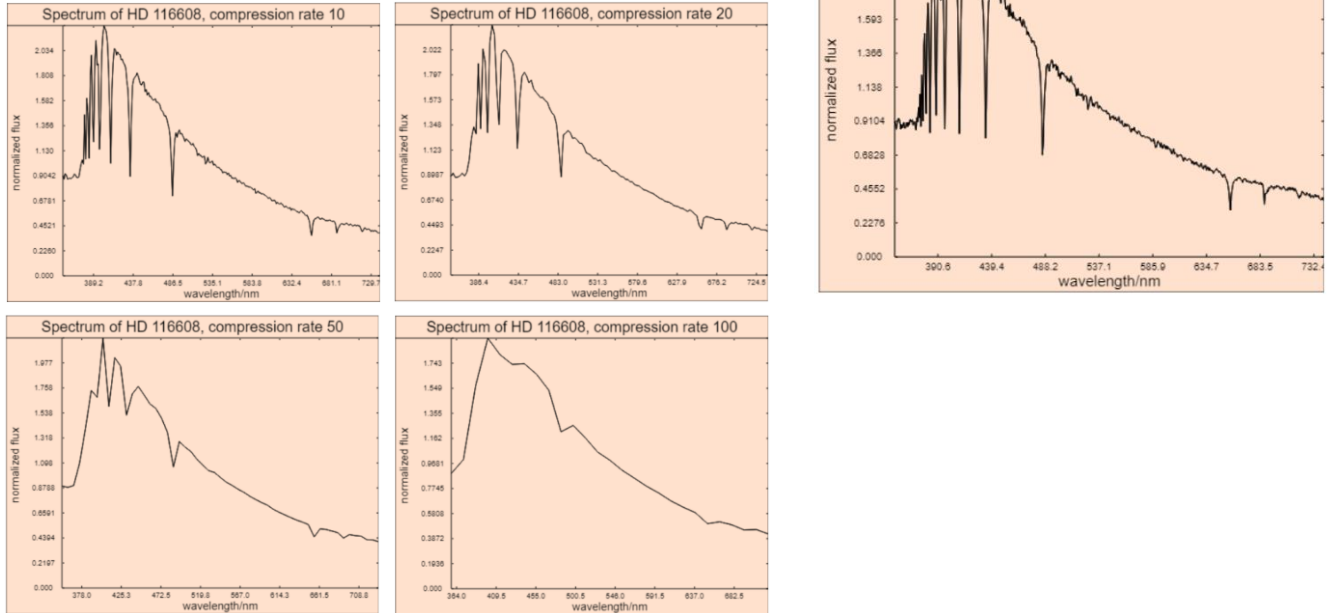 Spectrum of HD 116608, compression rate 10
2.034
1.808
1.582
1.356
1.130
0.9042
0.6781
0.4521
0.2260
0.000
normalized flux
389.2 437.8 486.5 535.1 583.8 632.4 681.1 729.7
wavelength/nm
Spectrum of HD 116608, compression rate 20
2.022
1.797
1.573
1.348
1.123
0.8987
0.6740
0.4493
0.2247
0.000
normalized flux
386.4 434.7 483.0 531.3 579.6 627.9 676.2 724.5
wavelength/nm
1.593
1.366
1.138
0.9104
0.6828
0.4552
0.2276
0.000
normalized flux
390.6 439.4 488.2 537.1 585.9 634.7 683.5 732.4
wavelength/nm
Spectrum of HD 116608, compression rate 50
1.977
1.758
1.538
1.318
1.098
0.8788
0.6591
0.4394
0.2197
0.000
normalized flux
378.0 425.3 472.5 519.8 567.0 614.3 661.5 708.8
wavelength/nm
Spectrum of HD 116608, compression rate 100
1.743
1.549
1.355
1.162
0.9681
0.7745
0.5808
0.3872
0.1936
0.000
normalized flux
364.0 409.5 455.0 500.5 546.0 591.5 637.0 682.5
wavelength/nm